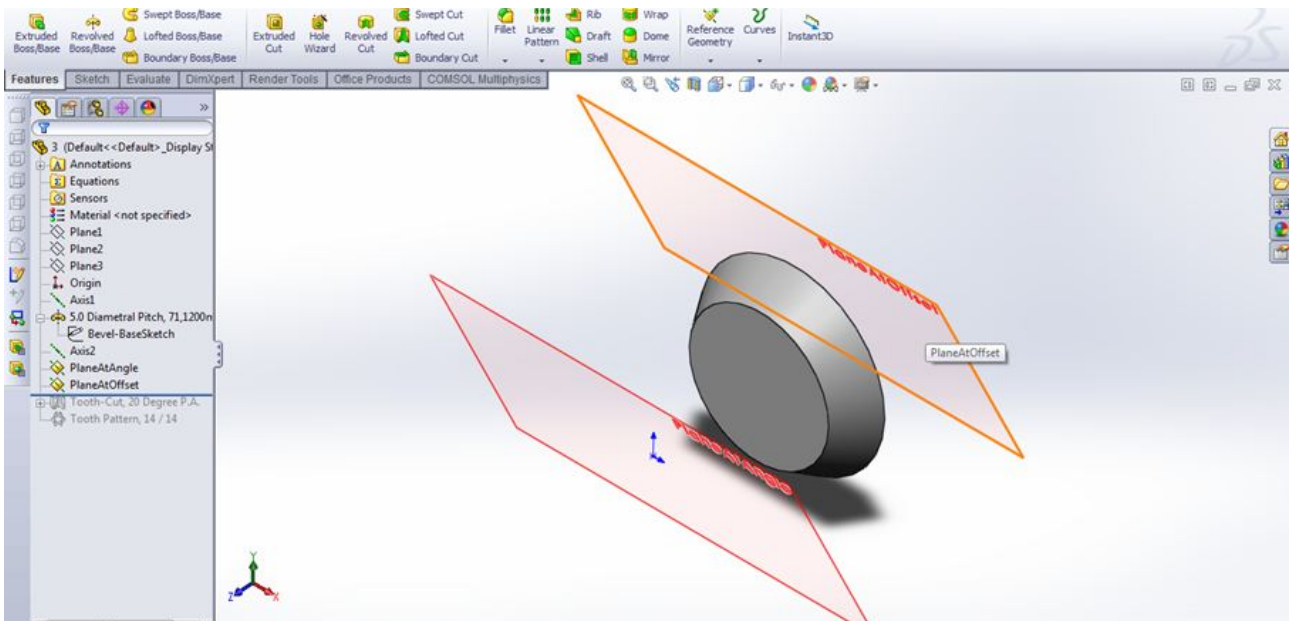 Extruded Boss/Base
Revolved Boss/Base
Swept Boss/Base
Lofted Boss/Base
Boundary Boss/Base
Extruded Cut
Hole Wizard
Revolved Cut
Swept Cut
Lofted Cut
Boundary Cut
Fillet
Linear Pattern
Rib
Draft
Shell
Wrap
Dome
Mirror
Reference Geometry
Curves
Instant3D
Features Sketch Evaluate DimXpert Render Tools Office Products COMSOL Multiphysics
3 (Default<<Default>_Display St
Annotations
Equations
Sensors
Material <not specified>
Plane1
Plane2
Plane3
Origin
Axis1
5.0 Diametral Pitch, 71,1200n
Bevel-BaseSketch
Axis2
PlaneAtAngle
PlaneAtOffset
Tooth-Cut, 20 Degree P.A.
Tooth Pattern, 14 / 14
PlaneAtOffset
PlaneAtOffset
PlaneAtAngle
Y
Z
X